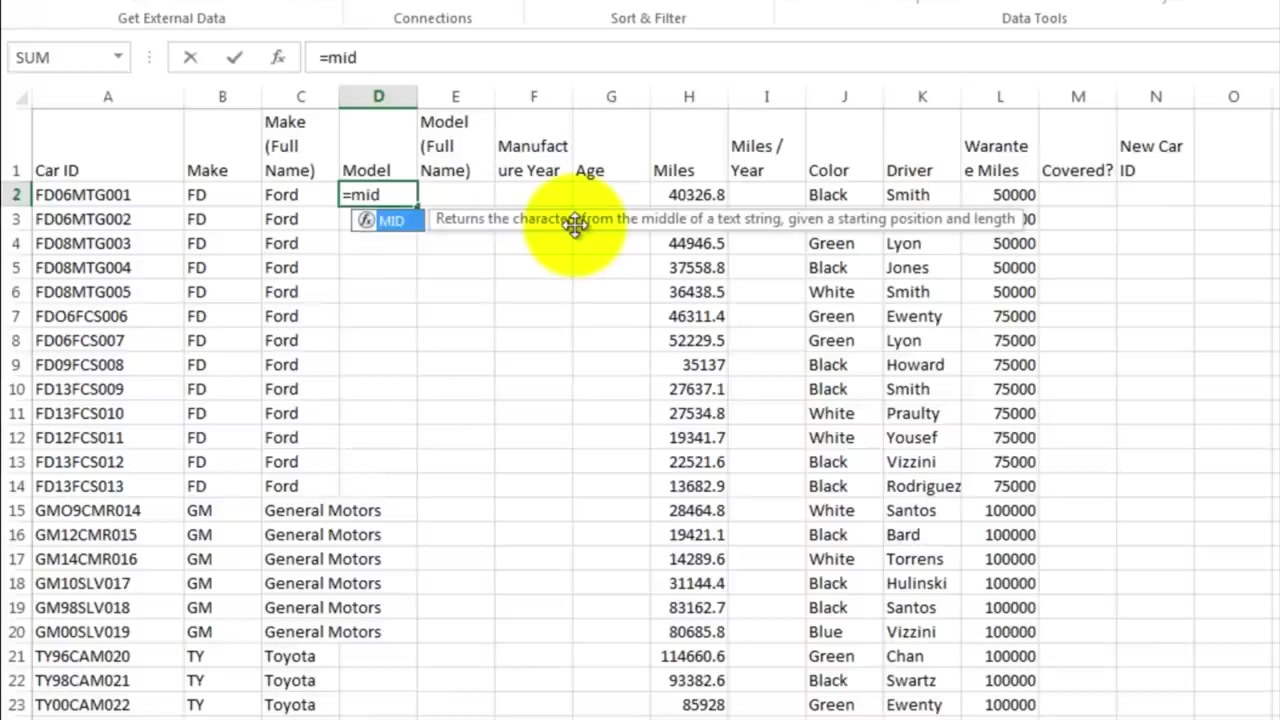 Get External Data Connections Sort & Filter Data Tools
SUM =mid
A B C D E F G H I J K L M N O
1 Car ID Make Make (Full Name) Model Model (Full Name) Manufact ure Year Age Miles Miles / Year Color Driver Warante e Miles Covered? New Car ID
2 FD06MTG001 FD Ford =mid 40326.8 Black Smith 50000
3 FD06MTG002 FD Ford MID Returns the characters from the middle of a text string, given a starting position and length
4 FD08MTG003 FD Ford 44946.5 Green Lyon 50000
5 FD08MTG004 FD Ford 37558.8 Black Jones 50000
6 FD08MTG005 FD Ford 36438.5 White Smith 50000
7 FDO6FCS006 FD Ford 46311.4 Green Ewenty 75000
8 FD06FCS007 FD Ford 52229.5 Green Lyon 75000
9 FD09FCS008 FD Ford 35137 Black Howard 75000
10 FD13FCS009 FD Ford 27637.1 Black Smith 75000
11 FD13FCS010 FD Ford 27534.8 White Praulty 75000
12 FD12FCS011 FD Ford 19341.7 White Yousef 75000
13 FD13FCS012 FD Ford 22521.6 Black Vizzini 75000
14 FD13FCS013 FD Ford 13682.9 Black Rodriguez 75000
15 GMO9CMR014 GM General Motors 28464.8 White Santos 100000
16 GM12CMR015 GM General Motors 19421.1 Black Bard 100000
17 GM14CMR016 GM General Motors 14289.6 White Torrens 100000
18 GM10SLV017 GM General Motors 31144.4 Black Hulinski 100000
19 GM98SLV018 GM General Motors 83162.7 Black Santos 100000
20 GM00SLV019 GM General Motors 80685.8 Blue Vizzini 100000
21 TY96CAM020 TY Toyota 114660.6 Green Chan 100000
22 TY98CAM021 TY Toyota 93382.6 Black Swartz 100000
23 TY00CAM022 TY Toyota 85928 Green Ewenty 100000